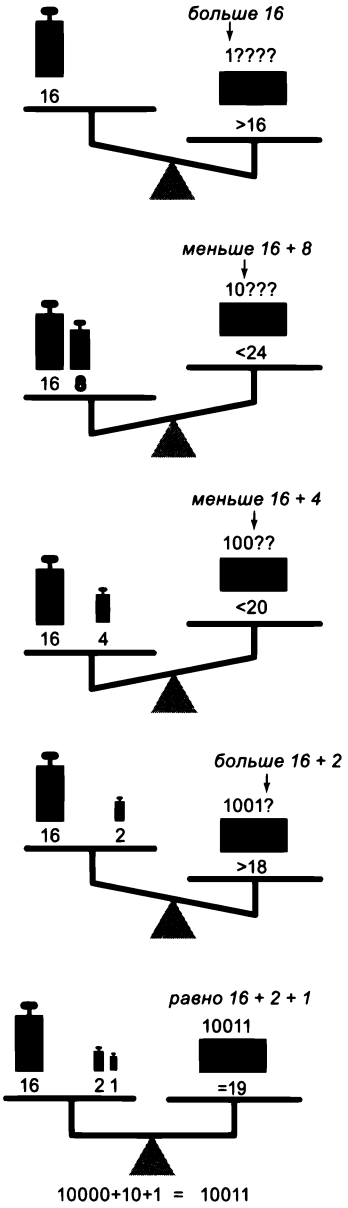 больше 16
1????
16
>16
меньше 16 + 8
10???
16 8
<24
меньше 16 + 4
100??
16 4
<20
больше 16 + 2
1001?
16 2
>18
равно 16 + 2 + 1
10011
16 2 1
=19
10000+10+1 = 10011